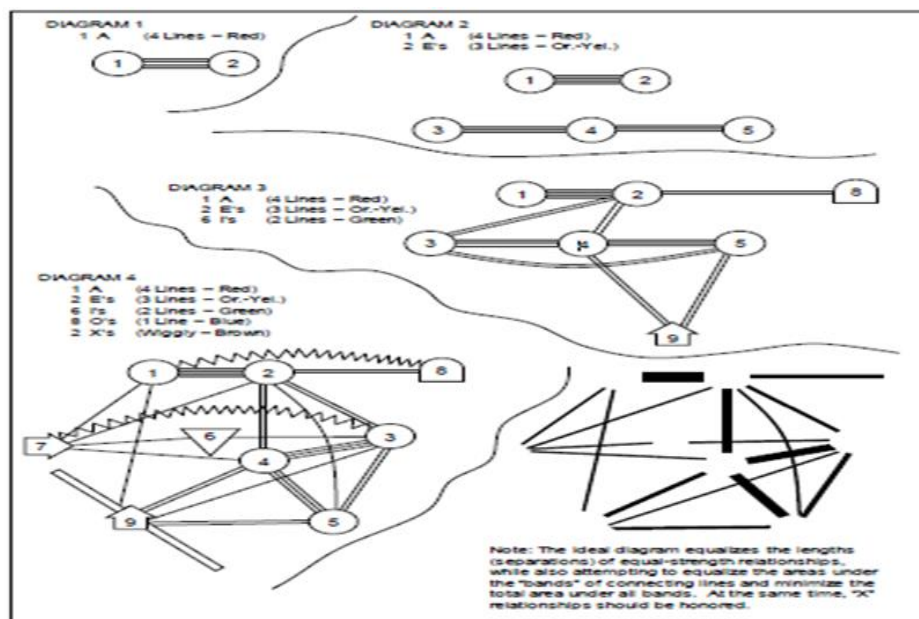 DIAGRAM 1
1 A (4 Lines – Red)
1
2
DIAGRAM 2
1 A (4 Lines – Red)
2 E's (3 Lines – Or.-Yel.)
1
2
3
4
5
DIAGRAM 3
1 A (4 Lines – Red)
2 E's (3 Lines – Or.-Yel.)
6 I's (2 Lines – Green)
1
2
8
3
4
5
9
DIAGRAM 4
1 A (4 Lines – Red)
2 E's (3 Lines – Or.-Yel.)
6 I's (2 Lines – Green)
8 O's (1 Line – Blue)
2 X's (Wiggly – Brown)
1
2
8
7
6
3
4
9
5
Note: The ideal diagram equalizes the lengths
(separations) of equal-strength relationships,
while also attempting to equalize the areas under
the "bands" of connecting lines and minimize the
total area under all bands. At the same time, "X"
relationships should be honored.